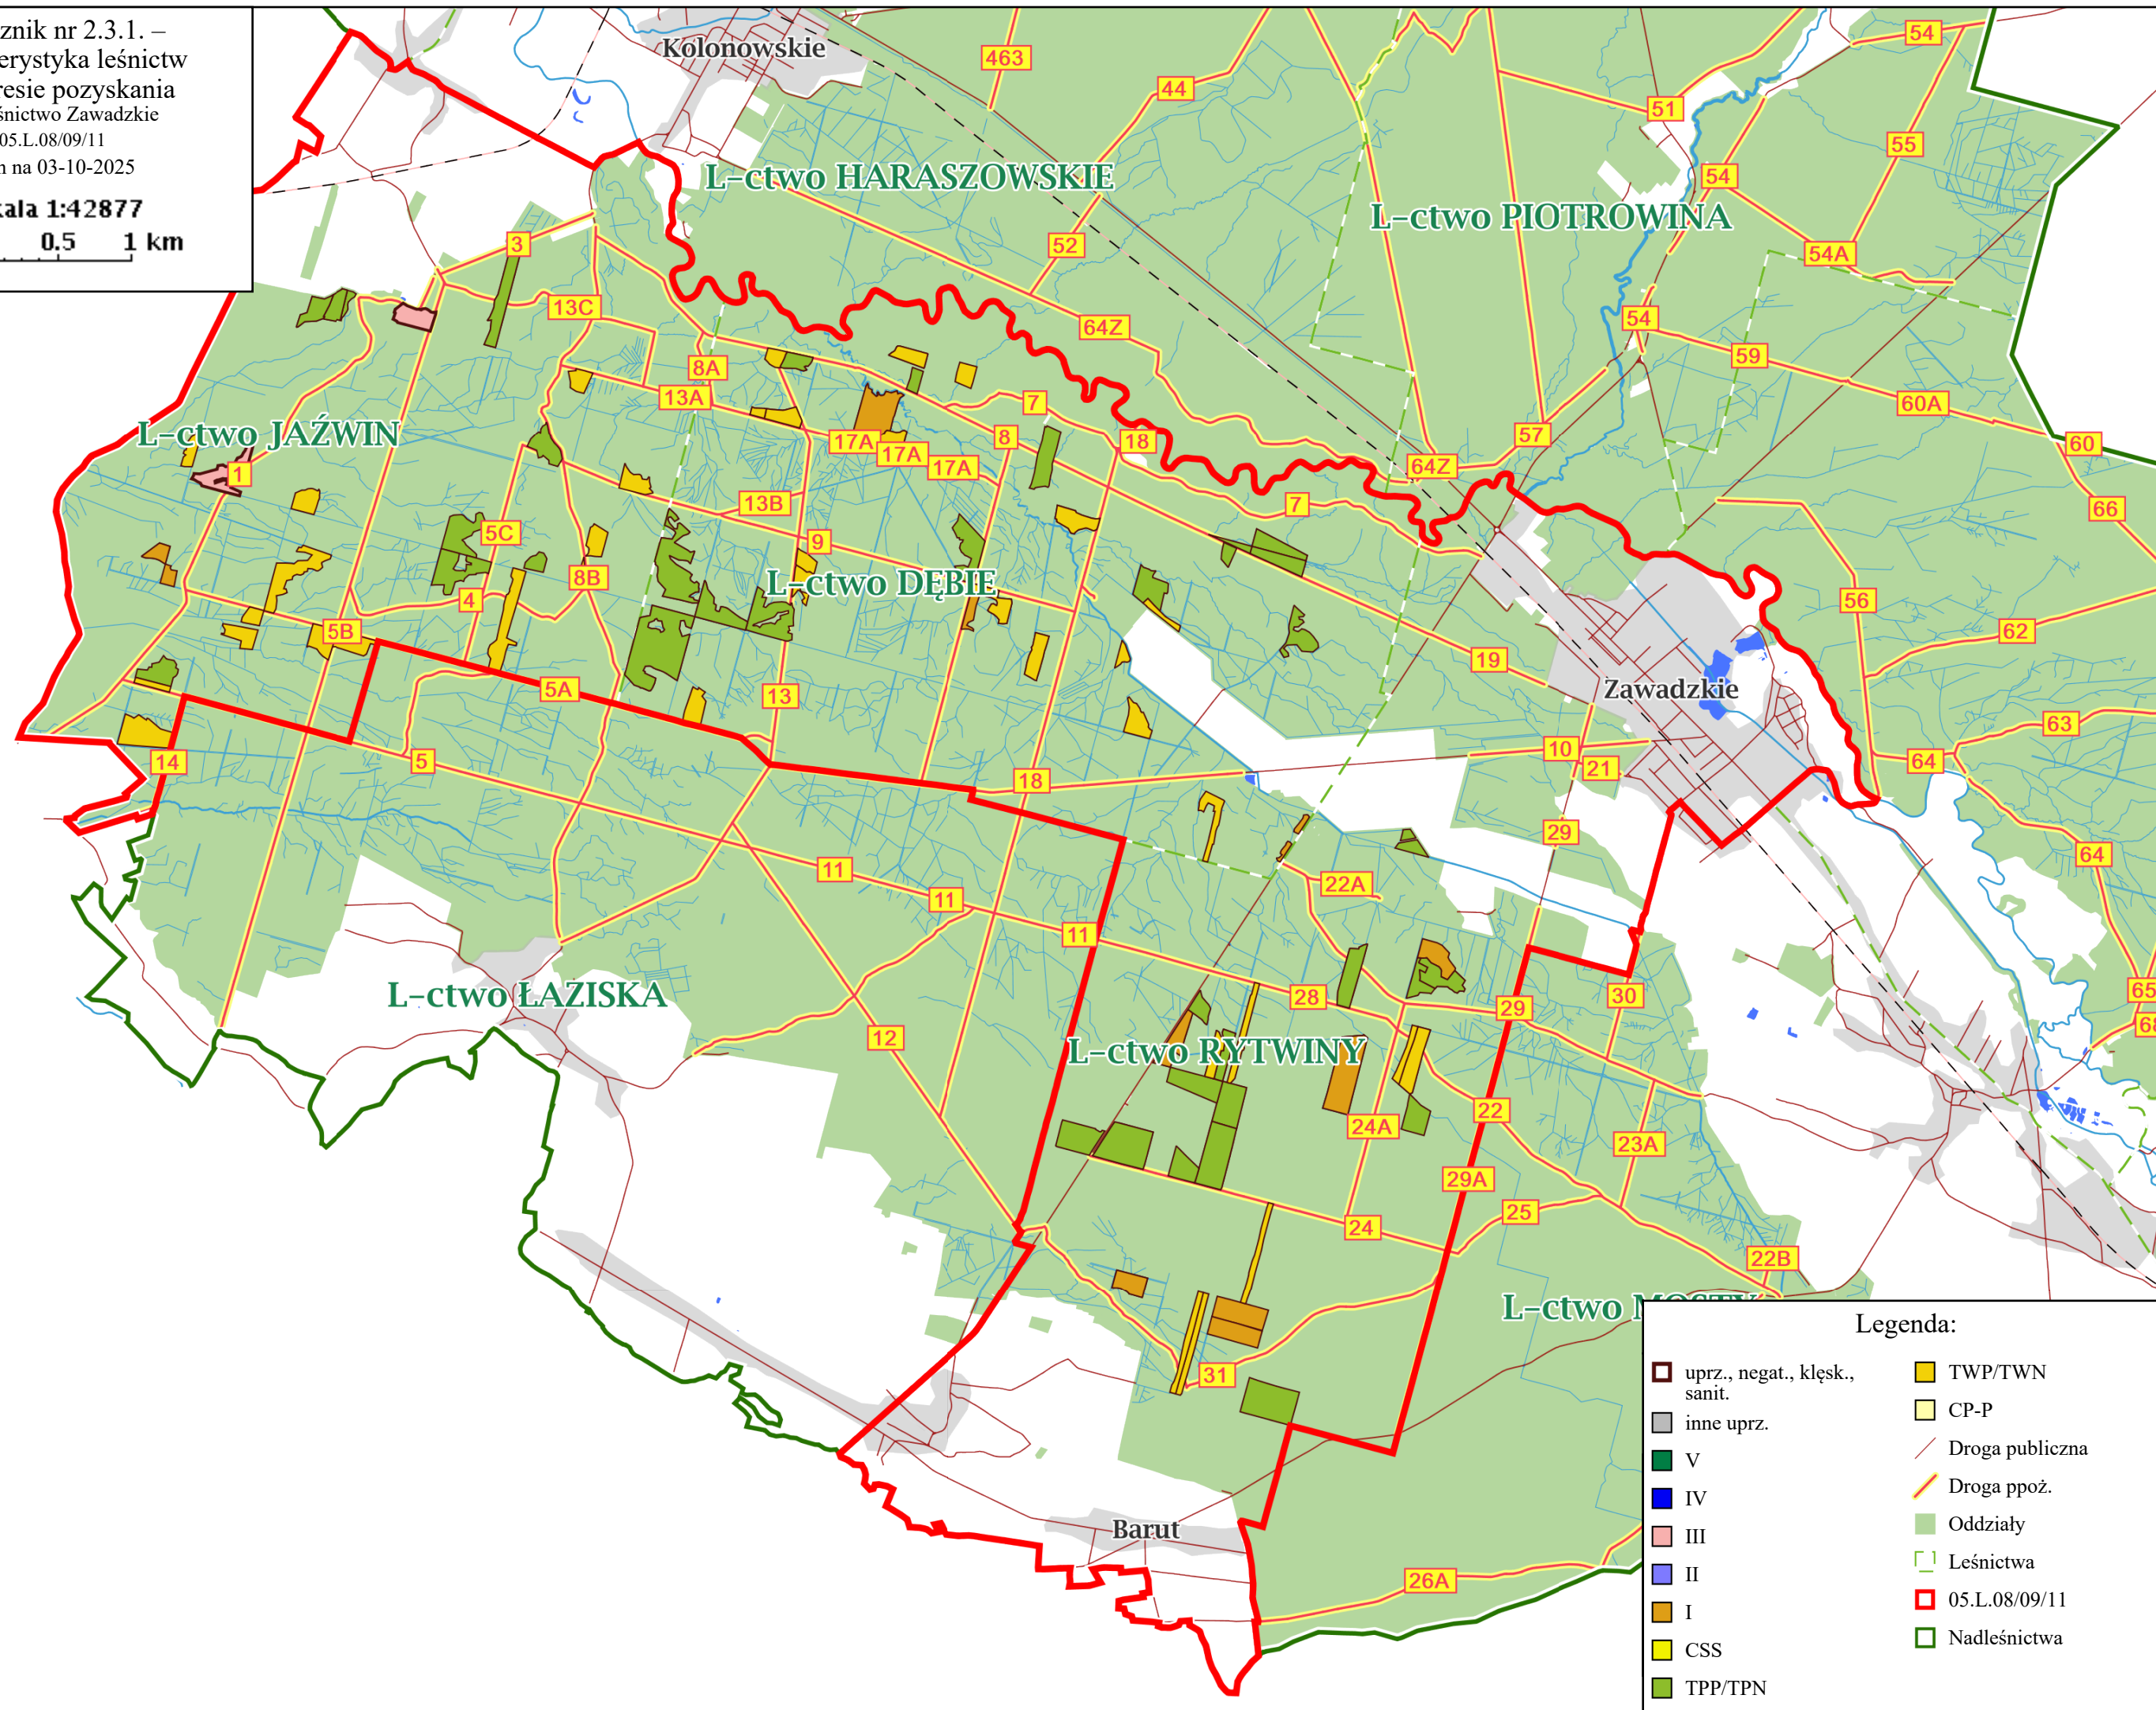 znik nr 2.3.1. –
erystyka leśnictw
resie pozyskania
śnictwo Zawadzkie
05.L.08/09/11
n na 03-10-2025
kala 1:42877
0.5 1 km
Kolonowskie
463
44
54
51
55
L-ctwo HARASZOWSKIE
54
L-ctwo PIOTROWINA
3
52
54A
13C
64Z
54
59
8A
13A
7
60A
L-ctwo JAŹWIN
17A
17A
17A
8
18
57
60
1
64Z
13B
7
66
5C
9
8B
L-ctwo DĘBIE
4
56
5B
62
19
5A
13
Zawadzkie
63
14
5
18
10
21
64
29
11
22A
64
11
11
L-ctwo ŁAZISKA
28
29
30
65
12
L-ctwo RYTWINY
68
24A
22
23A
29A
24
25
22B
L-ctwo MOSTY
31
Barut
26A
Legenda:
uprz., negat., klęsk.,
sanit.
inne uprz.
V
IV
III
II
I
CSS
TPP/TPN
TWP/TWN
CP-P
Droga publiczna
Droga ppoż.
Oddziały
Leśnictwa
05.L.08/09/11
Nadleśnictwa